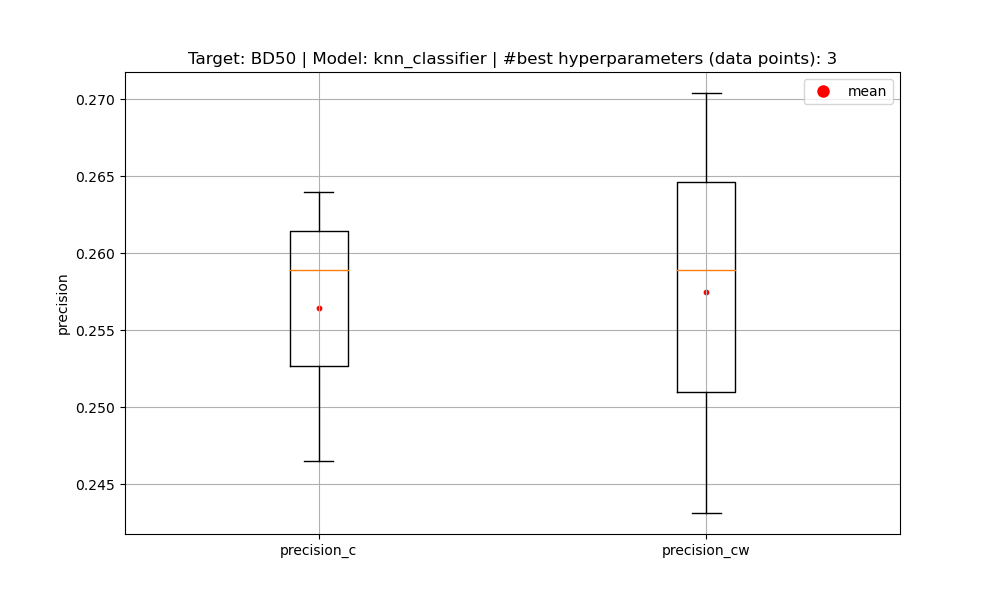 Target: BD50 | Model: knn_classifier | #best hyperparameters (data points): 3
mean
0.270
0.265
0.260
0.255
0.250
0.245
precision
precision_c
precision_cw